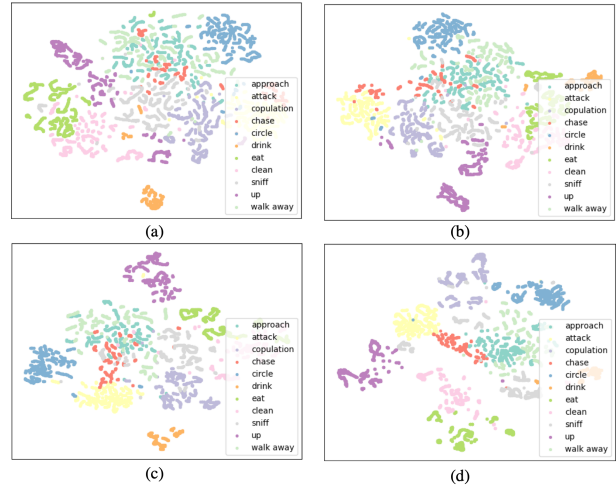 approach
attack
copulation
chase
circle
drink
eat
clean
sniff
up
walk away
(a)
approach
attack
copulation
chase
circle
drink
eat
clean
sniff
up
walk away
(b)
approach
attack
copulation
chase
circle
drink
eat
clean
sniff
up
walk away
(c)
approach
attack
copulation
chase
circle
drink
eat
clean
sniff
up
walk away
(d)